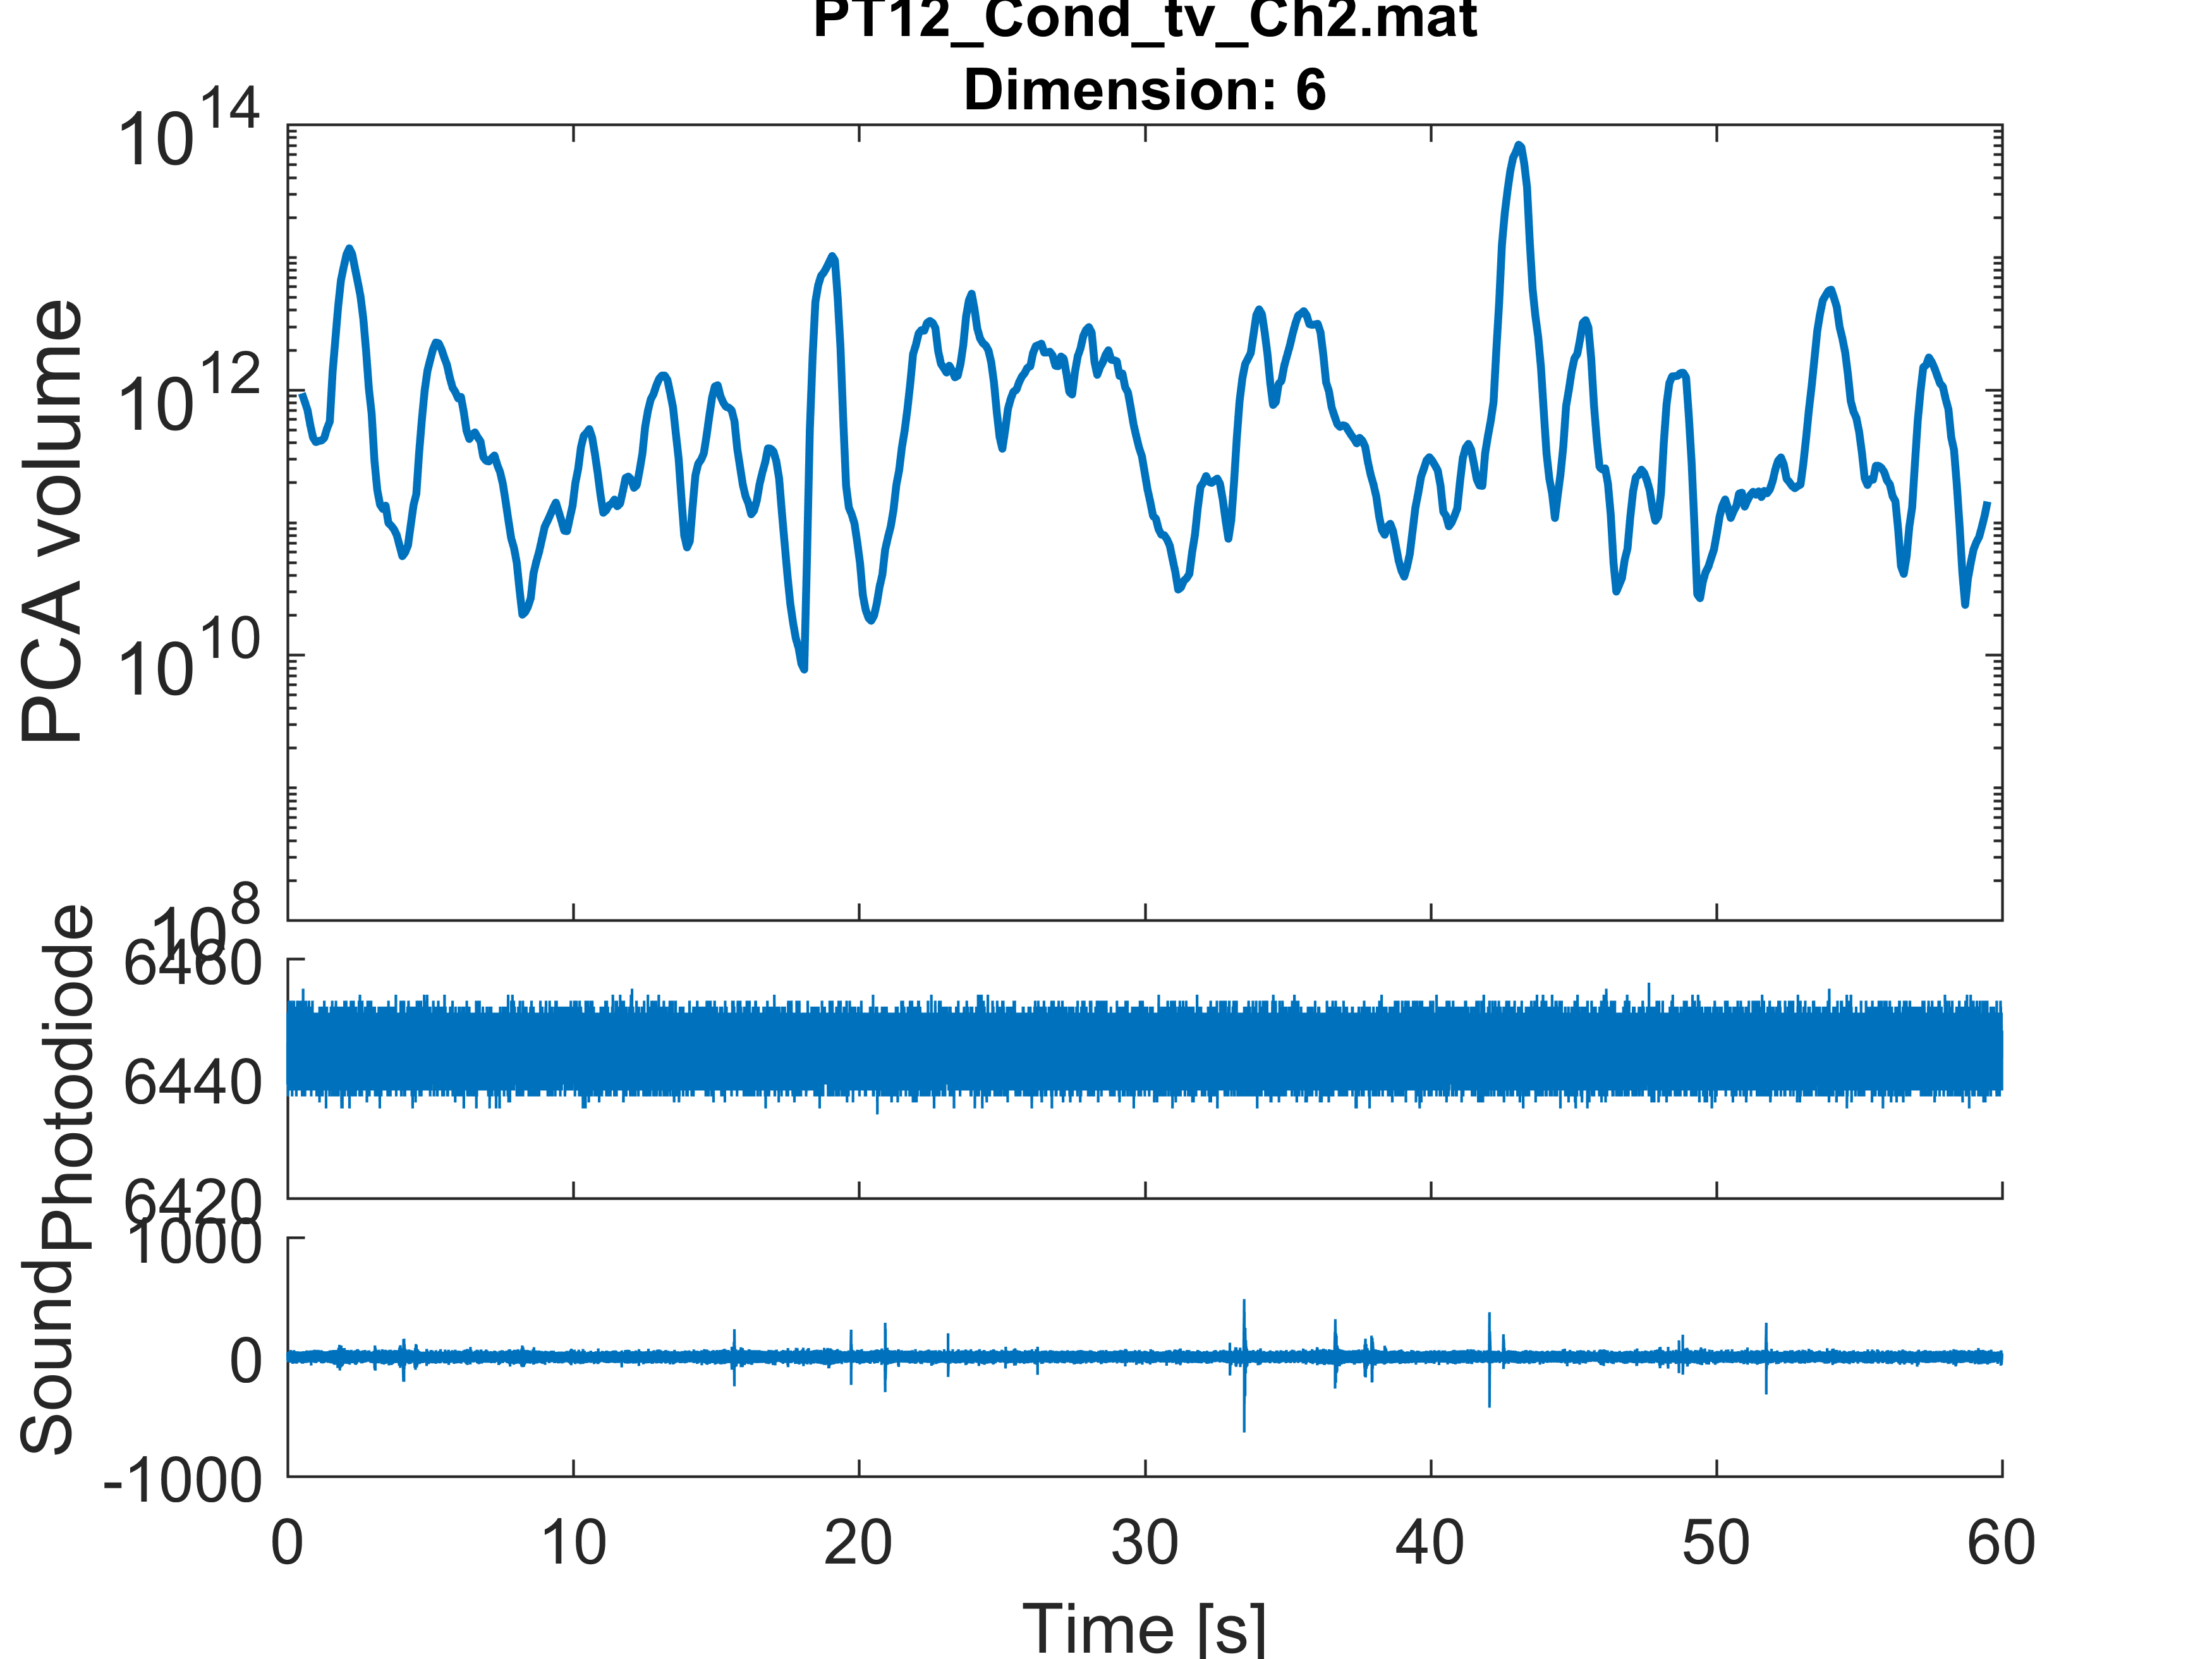 PT12_Cond_tv_Ch2.mat
Dimension: 6
10^14
10^12
10^10
10^8
PCA volume
6460
6440
6420
Photodiode
1000
0
-1000
Sound
0 10 20 30 40 50 60
Time [s]